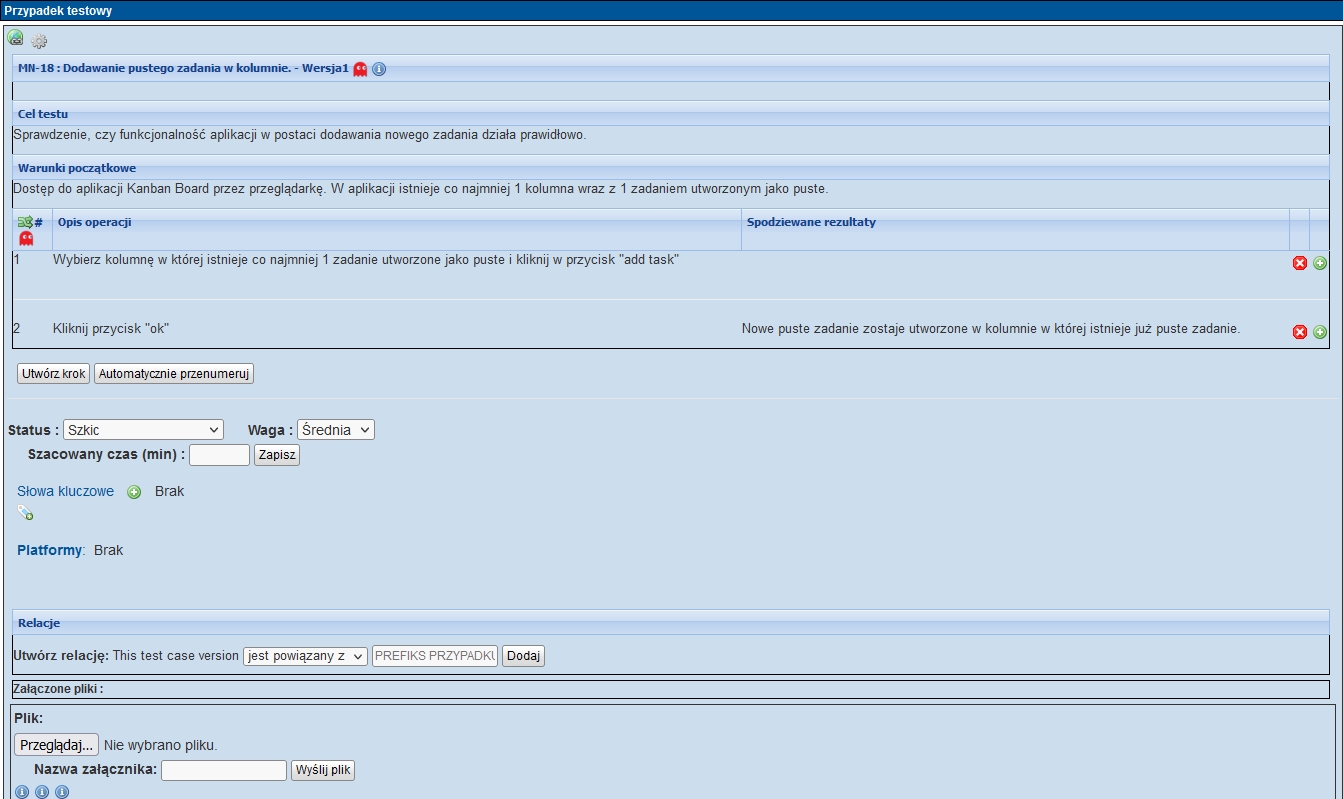 Przypadek testowy
MN-18 : Dodawanie pustego zadania w kolumnie. - Wersja1
Cel testu
Sprawdzenie, czy funkcjonalność aplikacji w postaci dodawania nowego zadania działa prawidłowo.
Warunki początkowe
Dostęp do aplikacji Kanban Board przez przeglądarkę. W aplikacji istnieje co najmniej 1 kolumna wraz z 1 zadaniem utworzonym jako puste.
# Opis operacji Spodziewane rezultaty
1 Wybierz kolumnę w której istnieje co najmniej 1 zadanie utworzone jako puste i kliknij w przycisk "add task"
2 Kliknij przycisk "ok" Nowe puste zadanie zostaje utworzone w kolumnie w której istnieje już puste zadanie.
Utwórz krok Automatycznie przenumeruj
Status : Szkic Waga : Średnia
Szacowany czas (min) : Zapisz
Słowa kluczowe Brak
Platformy: Brak
Relacje
Utwórz relację: This test case version jest powiązany z PREFIKS PRZYPADKU Dodaj
Załączone pliki :
Plik:
Przeglądaj... Nie wybrano pliku.
Nazwa załącznika: Wyślij plik